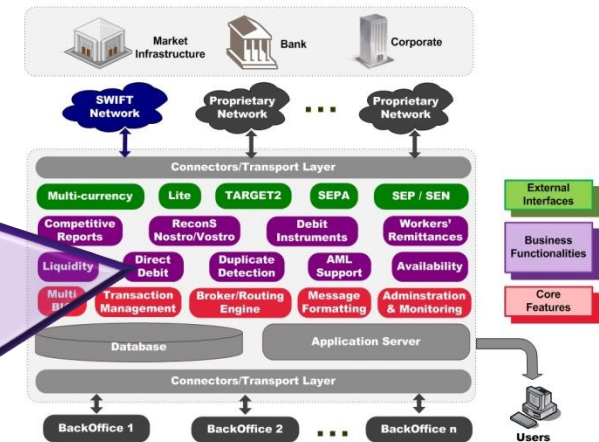 Market
Infrastructure
Bank
Corporate
SWIFT
Network
Proprietary
Network
Proprietary
Network
Connectors/Transport Layer
Multi-currency
Lite
TARGET2
SEPA
SEP / SEN
Competitive
Reports
ReconS
Nostro/Vostro
Debit
Instruments
Workers'
Remittances
Liquidity
Direct
Debit
Duplicate
Detection
AML
Support
Availability
Multi
Transaction
Management
Broker/Routing
Engine
Message
Formatting
Adminstration
& Monitoring
Database
Application Server
Connectors/Transport Layer
BackOffice 1
BackOffice 2
BackOffice n
External
Interfaces
Business
Functionalities
Core
Features
Users